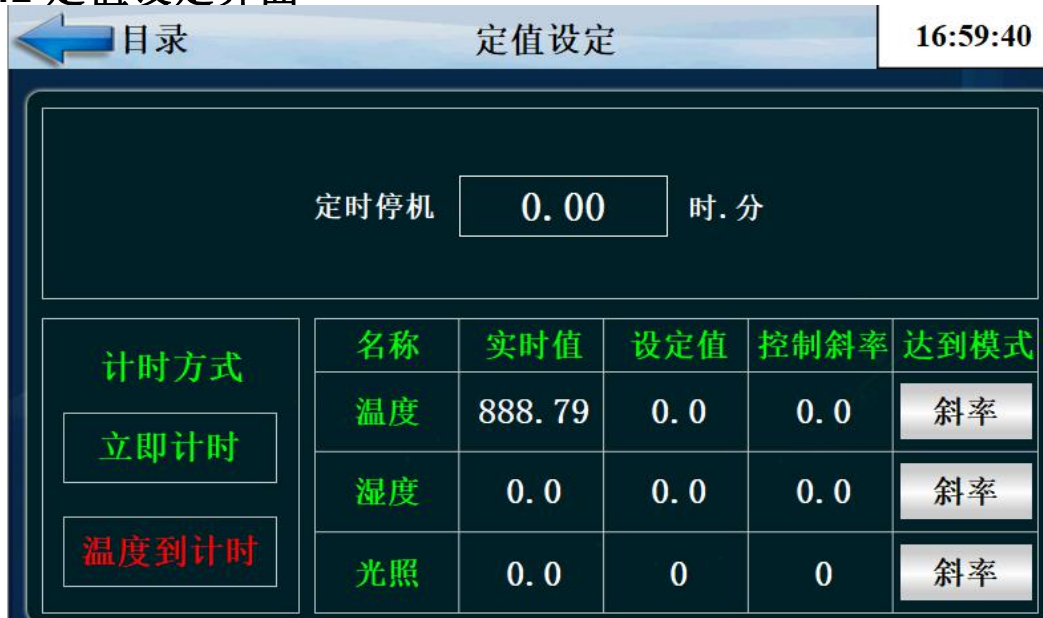 目录 定值设定 16:59:40
定时停机 0.00 时.分
计时方式
立即计时
温度到计时
名称 实时值 设定值 控制斜率 达到模式
温度 888.79 0.0 0.0 斜率
湿度 0.0 0.0 0.0 斜率
光照 0.0 0 0 斜率